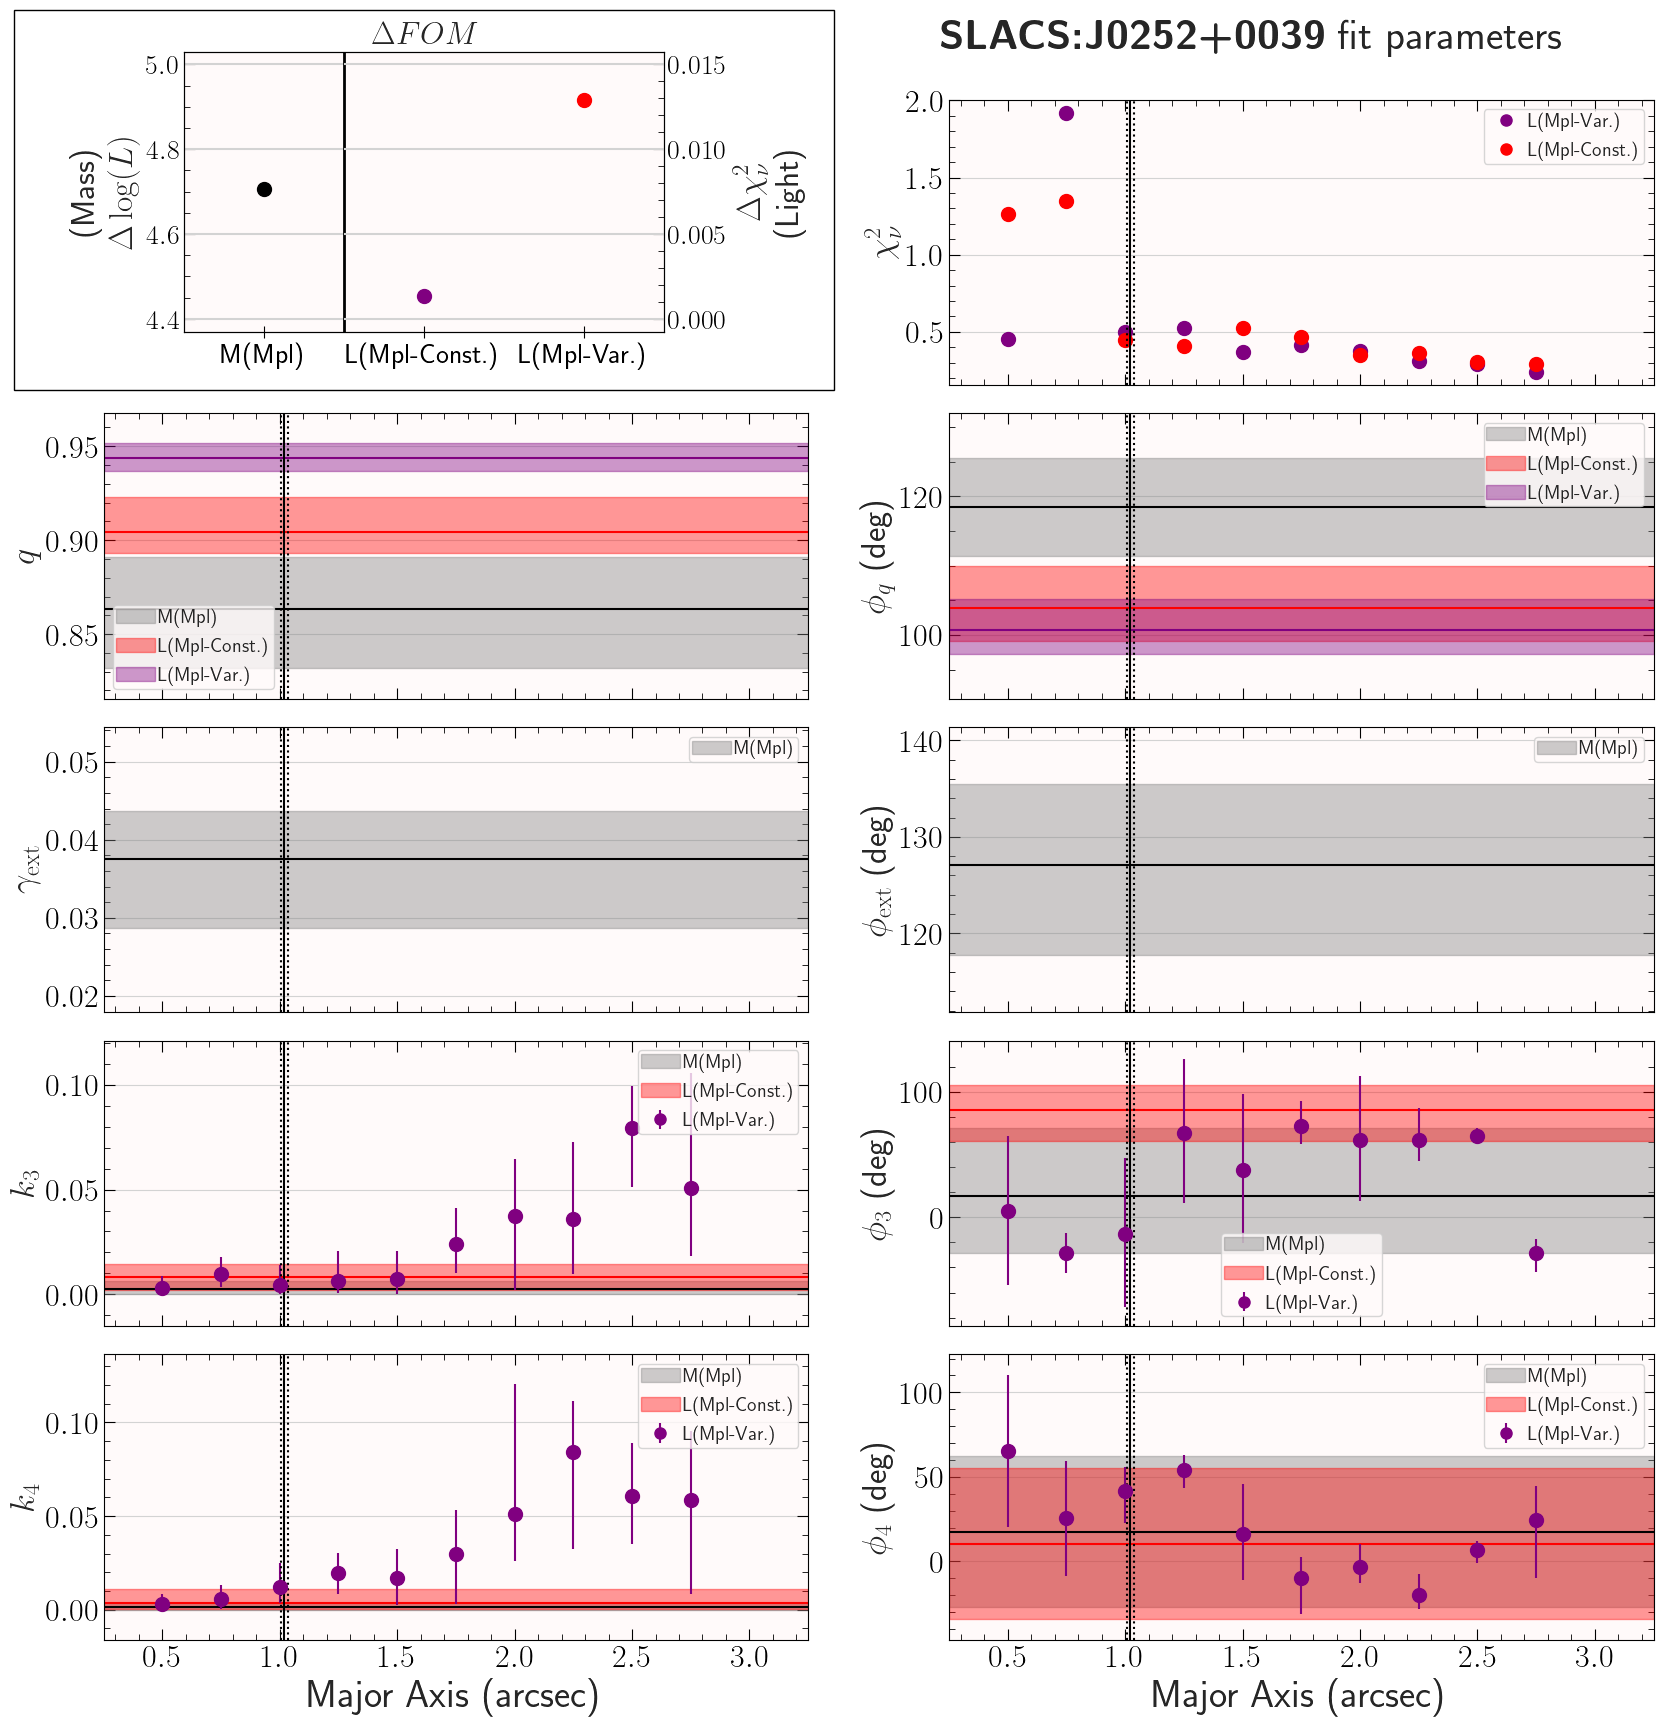 ΔFOM
SLACS:J0252+0039 fit parameters
5.0
4.8
4.6
4.4
(Mass)
Δ log(L)
0.015
0.010
0.005
0.000
Δχ²ᵥ
(Light)
M(Mpl) L(Mpl-Const.) L(Mpl-Var.)
2.0
1.5
1.0
0.5
χ²ᵥ
L(Mpl-Var.)
L(Mpl-Const.)
0.95
0.90
0.85
q
M(Mpl)
L(Mpl-Const.)
L(Mpl-Var.)
120
100
ϕ_q (deg)
M(Mpl)
L(Mpl-Const.)
L(Mpl-Var.)
0.05
0.04
0.03
0.02
γ_ext
M(Mpl)
140
130
120
ϕ_ext (deg)
M(Mpl)
0.10
0.05
0.00
k₃
M(Mpl)
L(Mpl-Const.)
L(Mpl-Var.)
100
0
ϕ₃ (deg)
M(Mpl)
L(Mpl-Const.)
L(Mpl-Var.)
0.10
0.05
0.00
k₄
M(Mpl)
L(Mpl-Const.)
L(Mpl-Var.)
0.5 1.0 1.5 2.0 2.5 3.0
Major Axis (arcsec)
100
50
0
ϕ₄ (deg)
M(Mpl)
L(Mpl-Const.)
L(Mpl-Var.)
0.5 1.0 1.5 2.0 2.5 3.0
Major Axis (arcsec)